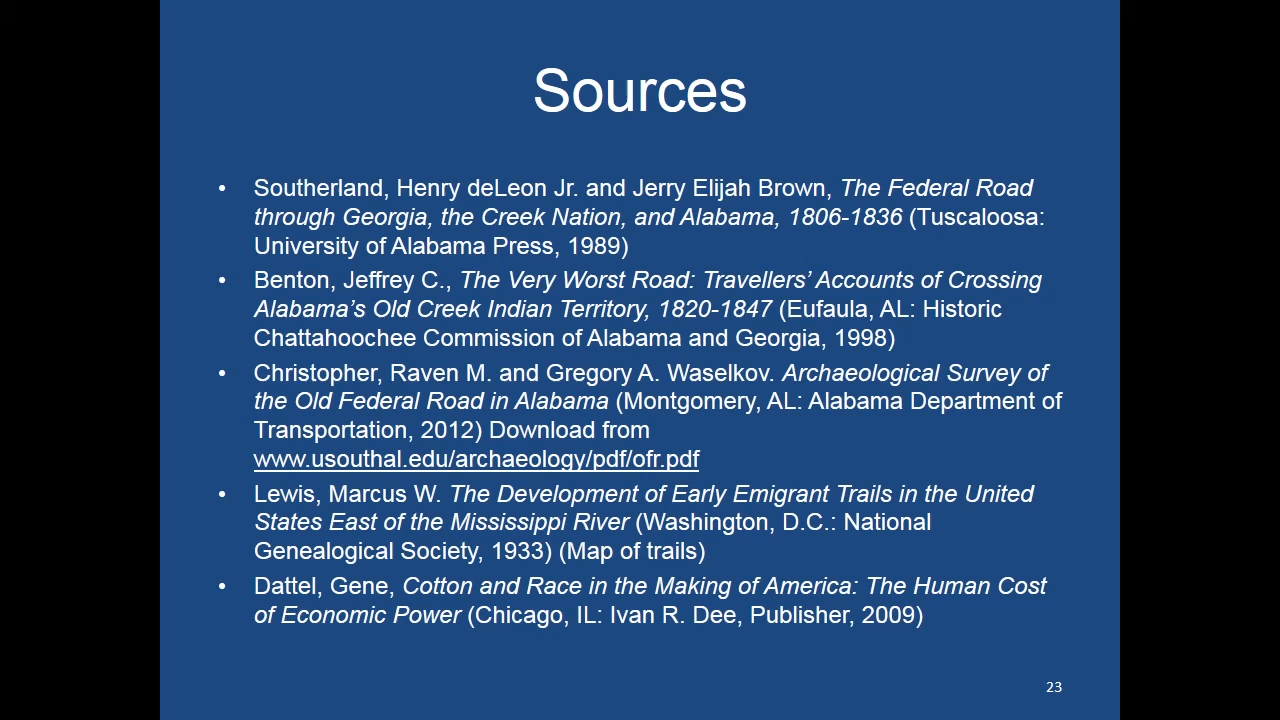 Sources
• Southerland, Henry deLeon Jr. and Jerry Elijah Brown, The Federal Road
through Georgia, the Creek Nation, and Alabama, 1806-1836 (Tuscaloosa:
University of Alabama Press, 1989)
• Benton, Jeffrey C., The Very Worst Road: Travellers’ Accounts of Crossing
Alabama’s Old Creek Indian Territory, 1820-1847 (Eufaula, AL: Historic
Chattahoochee Commission of Alabama and Georgia, 1998)
• Christopher, Raven M. and Gregory A. Waselkov. Archaeological Survey of
the Old Federal Road in Alabama (Montgomery, AL: Alabama Department of
Transportation, 2012) Download from
www.usouthal.edu/archaeology/pdf/ofr.pdf
• Lewis, Marcus W. The Development of Early Emigrant Trails in the United
States East of the Mississippi River (Washington, D.C.: National
Genealogical Society, 1933) (Map of trails)
• Dattel, Gene, Cotton and Race in the Making of America: The Human Cost
of Economic Power (Chicago, IL: Ivan R. Dee, Publisher, 2009)
23